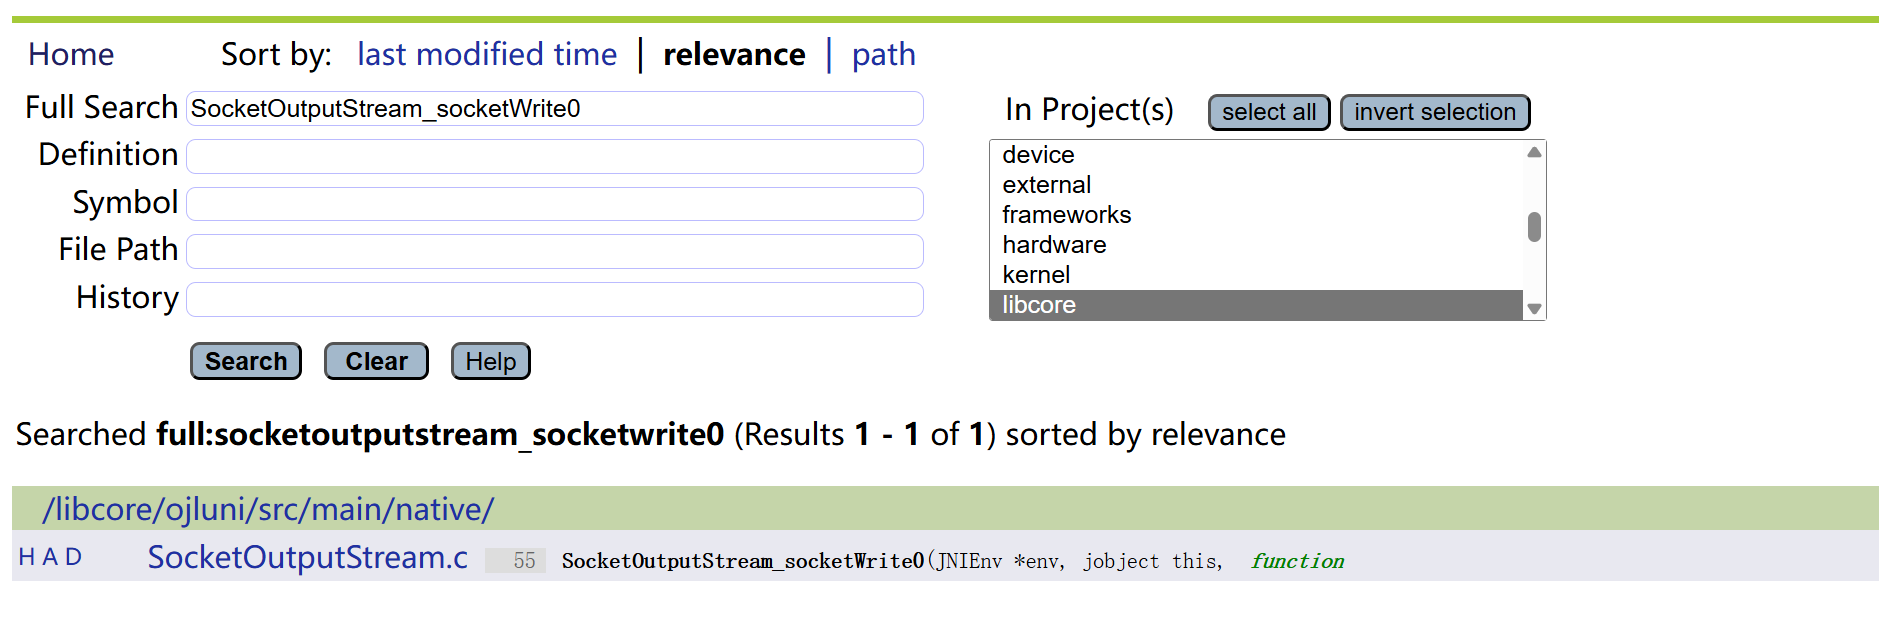 Home Sort by: last modified time | relevance | path
Full Search SocketOutputStream_socketWrite0
Definition
Symbol
File Path
History
In Project(s) select all invert selection
device
external
frameworks
hardware
kernel
libcore
Search Clear Help
Searched full:socketoutputstream_socketwrite0 (Results 1 - 1 of 1) sorted by relevance
/libcore/ojluni/src/main/native/
H A D SocketOutputStream.c 55 SocketOutputStream_socketWrite0(JNIEnv *env, jobject this, function